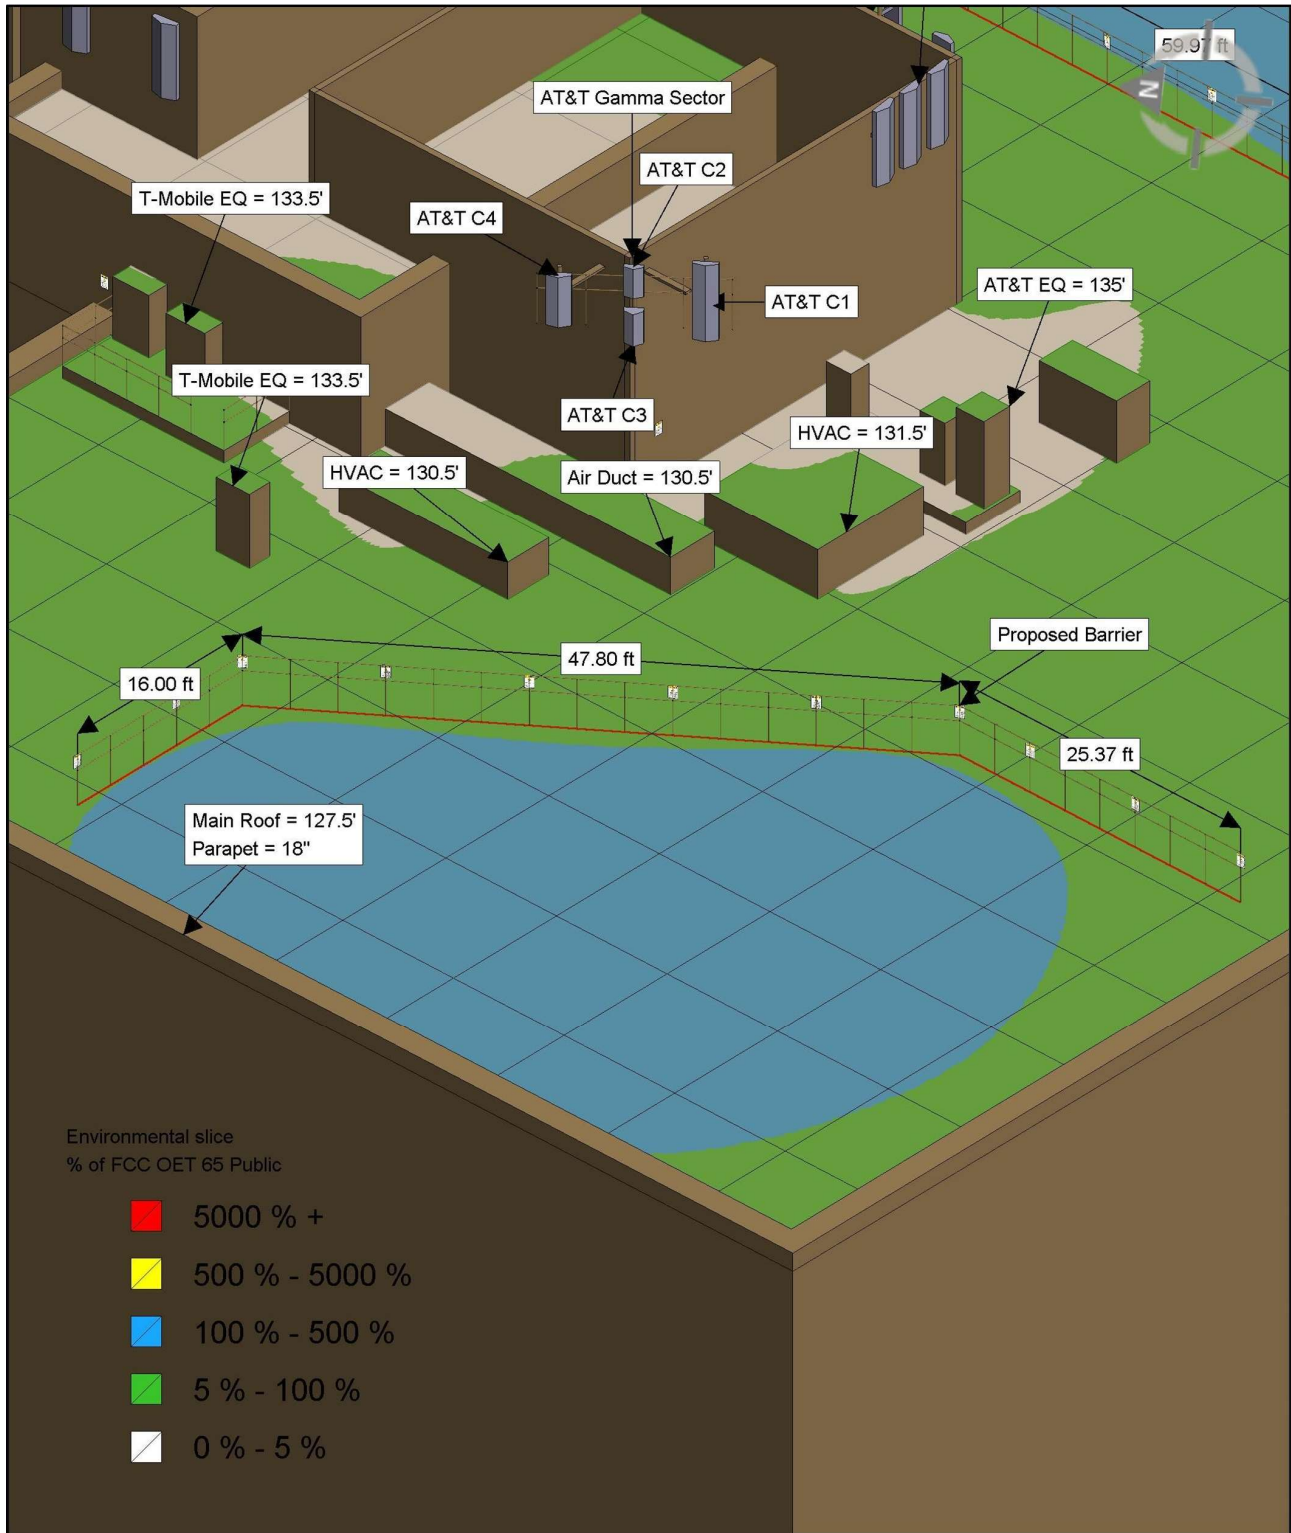 59.97 ft
N
AT&T Gamma Sector
AT&T C2
T-Mobile EQ = 133.5'
AT&T C4
AT&T EQ = 135'
AT&T C1
T-Mobile EQ = 133.5'
AT&T C3
HVAC = 131.5'
HVAC = 130.5'
Air Duct = 130.5'
Proposed Barrier
47.80 ft
16.00 ft
25.37 ft
Main Roof = 127.5'
Parapet = 18"
Environmental slice
% of FCC OET 65 Public
5000 % +
500 % - 5000 %
100 % - 500 %
5 % - 100 %
0 % - 5 %